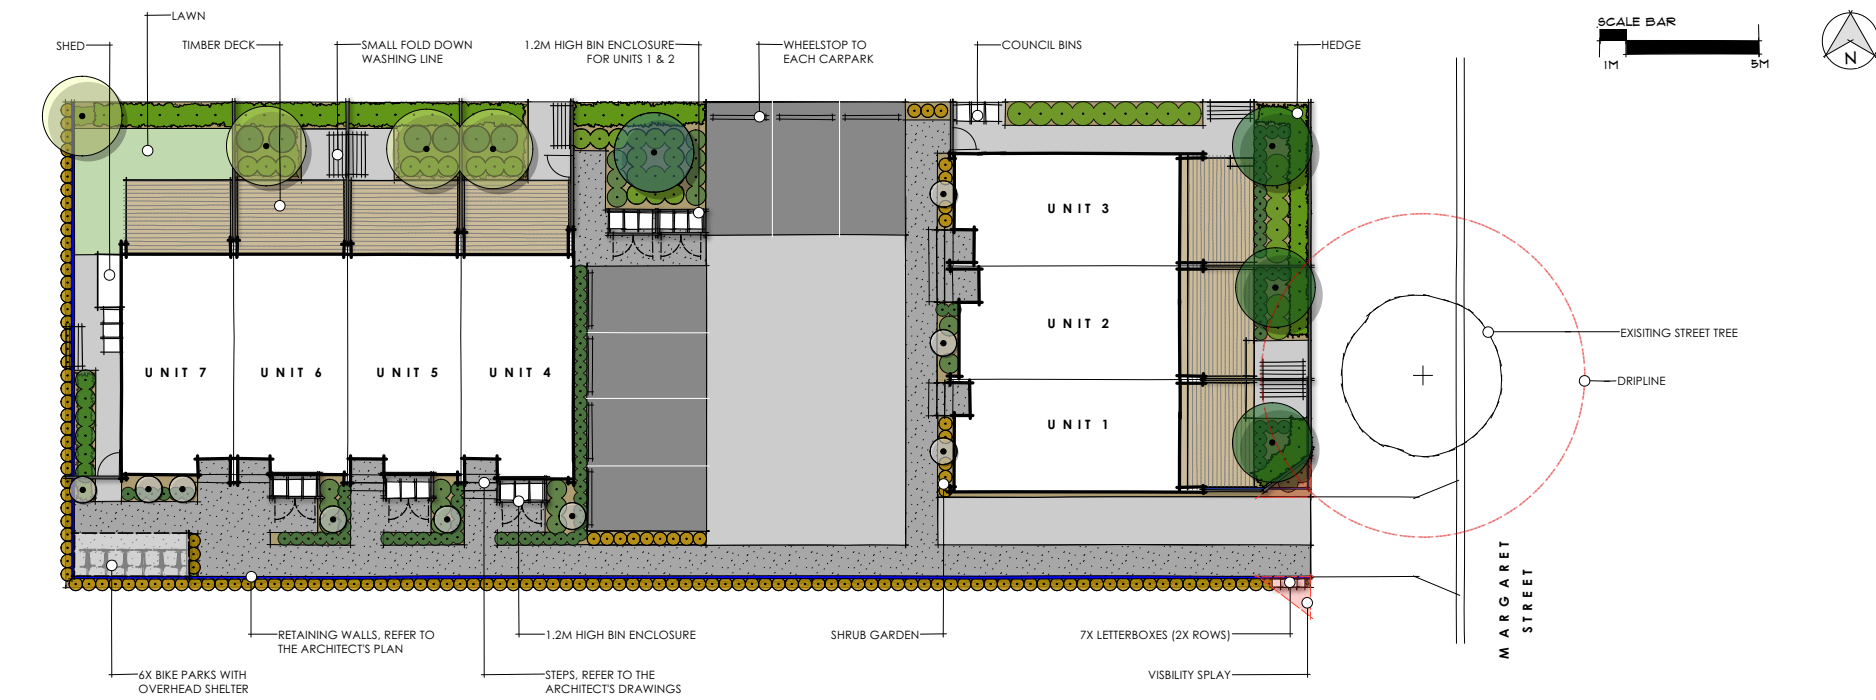 LAWN
SHED
TIMBER DECK
SMALL FOLD DOWN
WASHING LINE
1.2M HIGH BIN ENCLOSURE
FOR UNITS 1 & 2
WHEELSTOP TO
EACH CARPARK
COUNCIL BINS
HEDGE
SCALE BAR
1M
5M
N
UNIT 3
UNIT 2
UNIT 1
UNIT 7
UNIT 6
UNIT 5
UNIT 4
EXISITING STREET TREE
DRIPLINE
MARGARET
STREET
RETAINING WALLS, REFER TO
THE ARCHITECT'S PLAN
1.2M HIGH BIN ENCLOSURE
SHRUB GARDEN
7X LETTERBOXES (2X ROWS)
6X BIKE PARKS WITH
OVERHEAD SHELTER
STEPS, REFER TO THE
ARCHITECT'S DRAWINGS
VISBILITY SPLAY